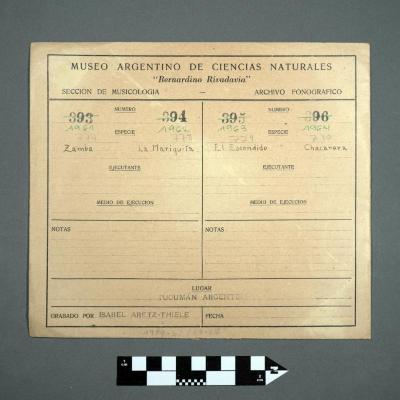 MUSEO ARGENTINO DE CIENCIAS NATURALES
"Bernardino Rivadavia"
SECCION DE MUSICOLOGIA — ARCHIVO FONOGRAFICO
393 NUMERO 394 395 NUMERO 396
1961 ESPECIE 1962 1963 ESPECIE 1964
Zamba La Mariquita El Escondido Chacarera
EJECUTANTE EJECUTANTE
MEDIO DE EJECUCION MEDIO DE EJECUCION
NOTAS NOTAS
LUGAR
TUCUMÁN ARGENTI
GRABADO POR ISABEL ARETZ-THIELE FECHA